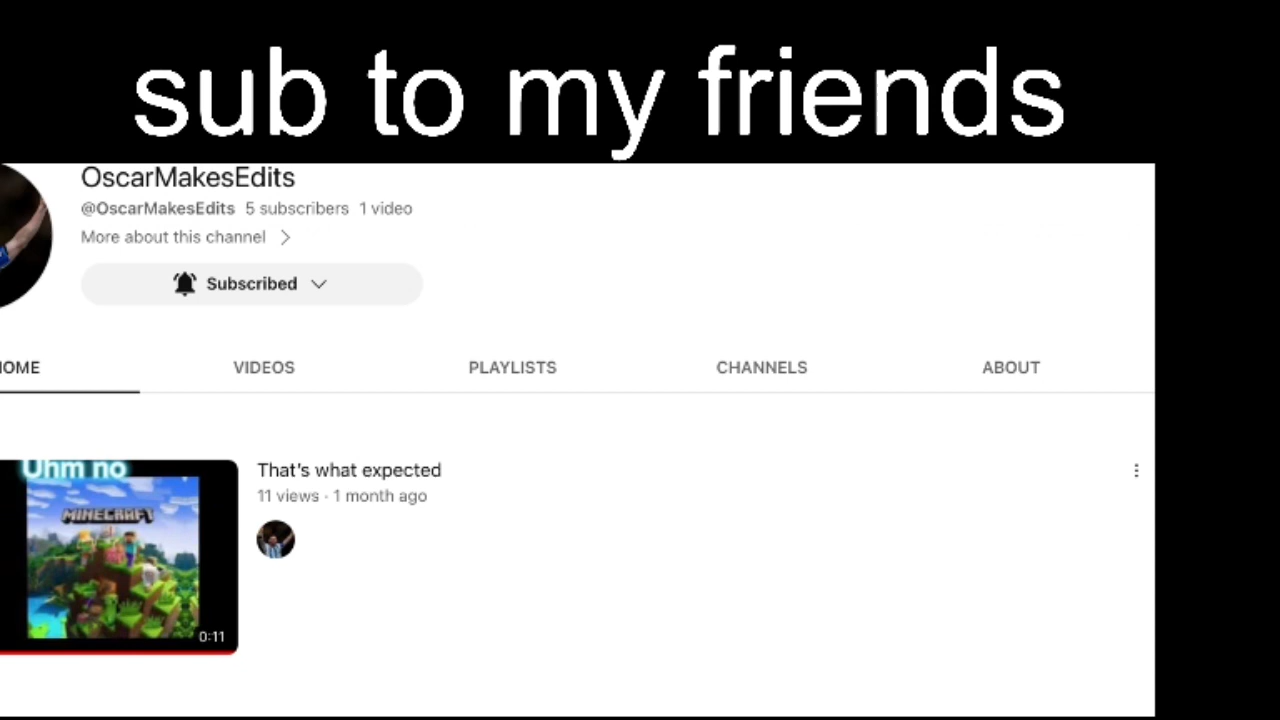 sub to my friends
OscarMakesEdits
@OscarMakesEdits 5 subscribers 1 video
More about this channel
Subscribed
HOME VIDEOS PLAYLISTS CHANNELS ABOUT
Uhm no
MINECRAFT
That's what expected
11 views · 1 month ago
0:11